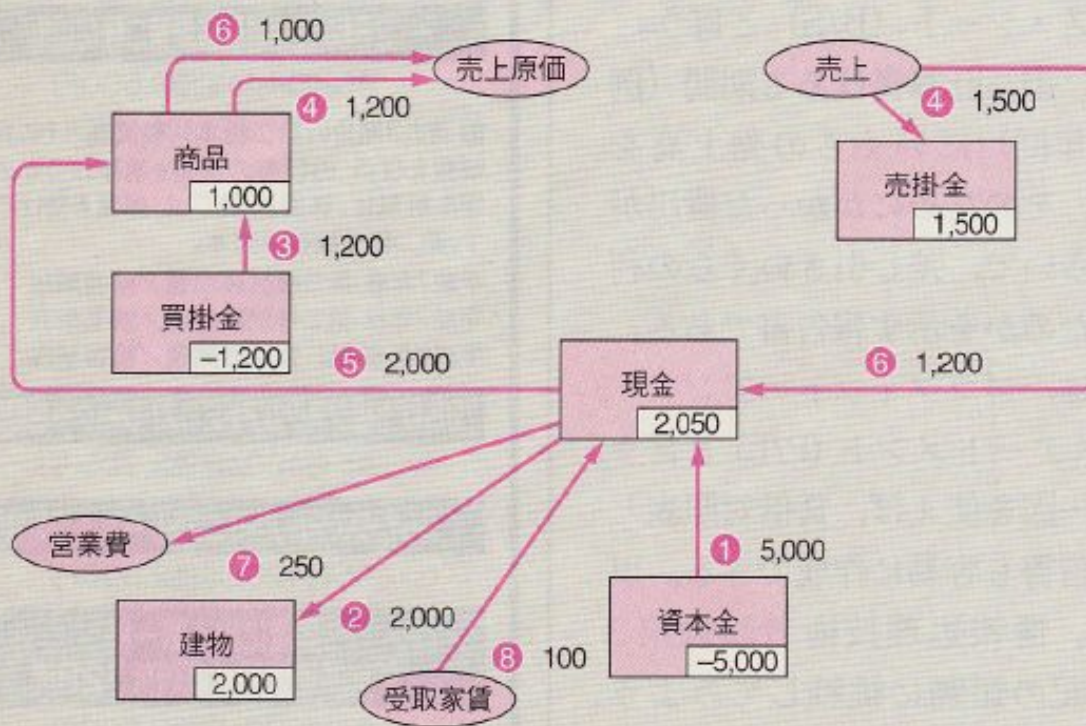 ❻ 1,000
売上原価
売上
❹ 1,200
❹ 1,500
商品
1,000
売掛金
1,500
❸ 1,200
買掛金
−1,200
❺ 2,000
現金
2,050
❻ 1,200
営業費
❼ 250
❶ 5,000
建物
2,000
❷ 2,000
❽ 100
資本金
−5,000
受取家賃